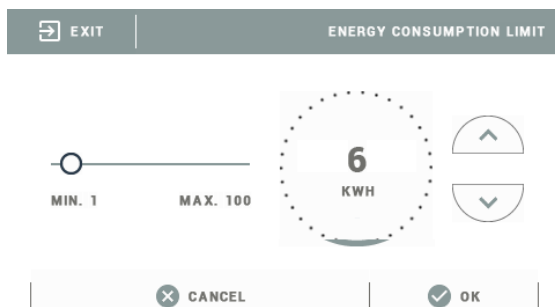 EXIT
ENERGY CONSUMPTION LIMIT
6
KWH
MIN. 1
MAX. 100
CANCEL
OK